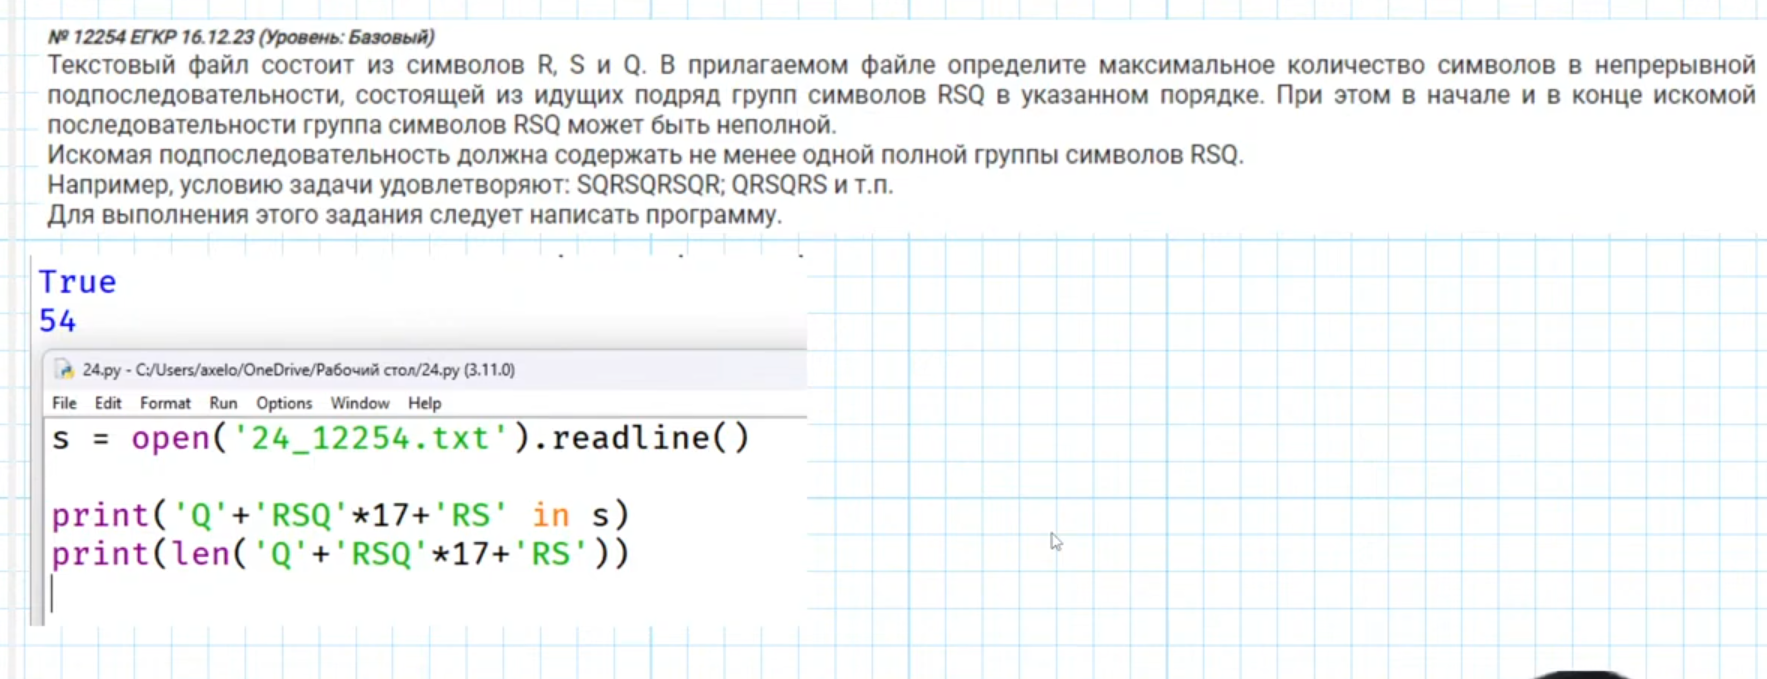 № 12254 ЕГКР 16.12.23 (Уровень: Базовый)
Текстовый файл состоит из символов R, S и Q. В прилагаемом файле определите максимальное количество символов в непрерывной
подпоследовательности, состоящей из идущих подряд групп символов RSQ в указанном порядке. При этом в начале и в конце искомой
последовательности группа символов RSQ может быть неполной.
Искомая подпоследовательность должна содержать не менее одной полной группы символов RSQ.
Например, условию задачи удовлетворяют: SQRSQRSQR; QRSQRS и т.п.
Для выполнения этого задания следует написать программу.
True
54
24.py - C:/Users/axelo/OneDrive/Рабочий стол/24.py (3.11.0)
File Edit Format Run Options Window Help
s = open('24_12254.txt').readline()
print('Q'+'RSQ'*17+'RS' in s)
print(len('Q'+'RSQ'*17+'RS'))